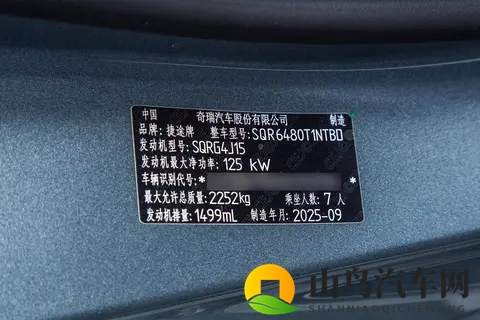 中国 奇瑞汽车股份有限公司 制造
品牌: 捷途牌 整车型号: SQR6480T1NTBD
发动机型号: SQRG4J15
发动机最大净功率: 125 kW
车辆识别代号: * *
最大允许总质量: 2252kg 乘坐人数: 7 人
发动机排量: 1499mL 制造年月: 2025-09
山鸟汽车网
SHANNIAOQICHEWANG